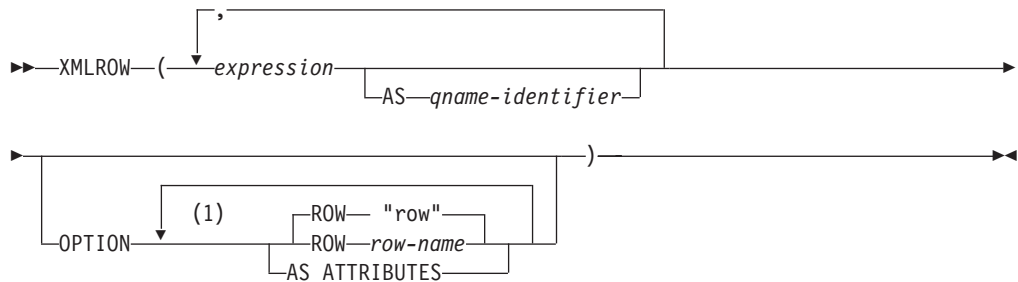 ,
XMLROW ( expression
AS qname-identifier
)
(1) ROW "row"
OPTION ROW row-name
AS ATTRIBUTES